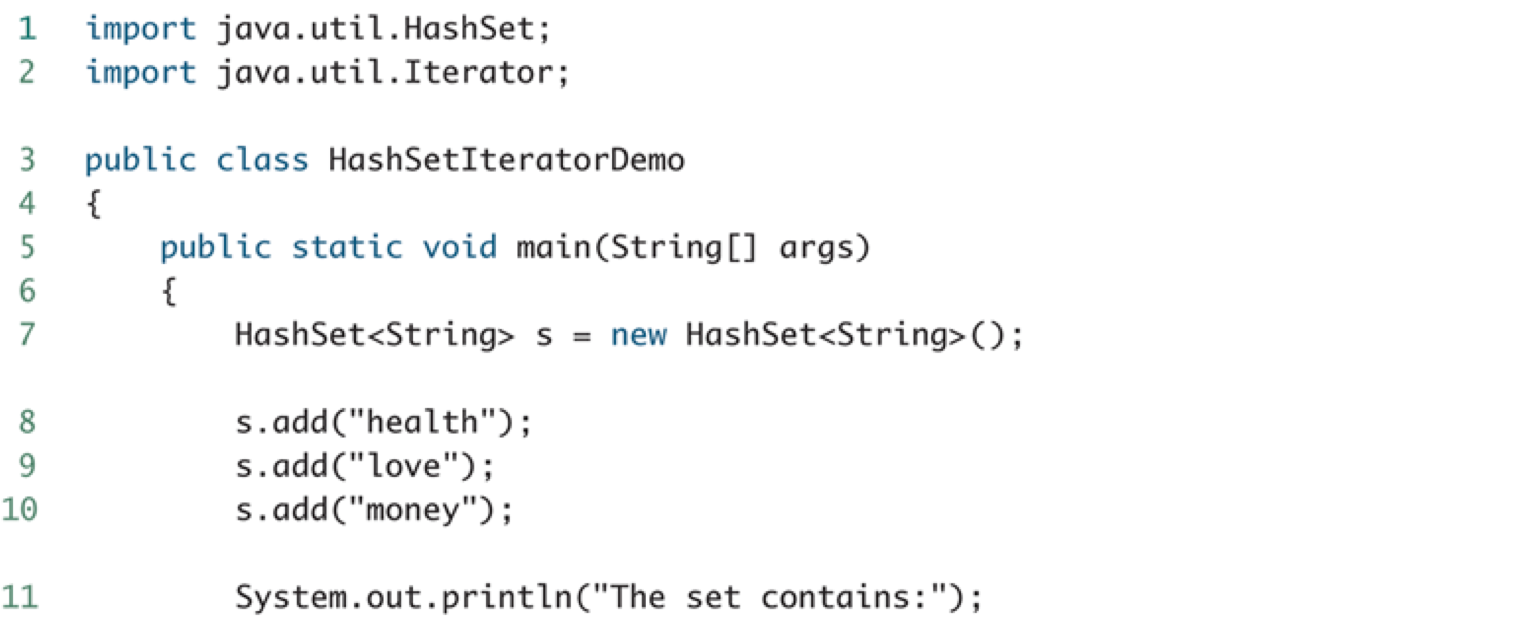 1 import java.util.HashSet;
2 import java.util.Iterator;
3 public class HashSetIteratorDemo
4 {
5 public static void main(String[] args)
6 {
7 HashSet<String> s = new HashSet<String>();
8 s.add("health");
9 s.add("love");
10 s.add("money");
11 System.out.println("The set contains:");